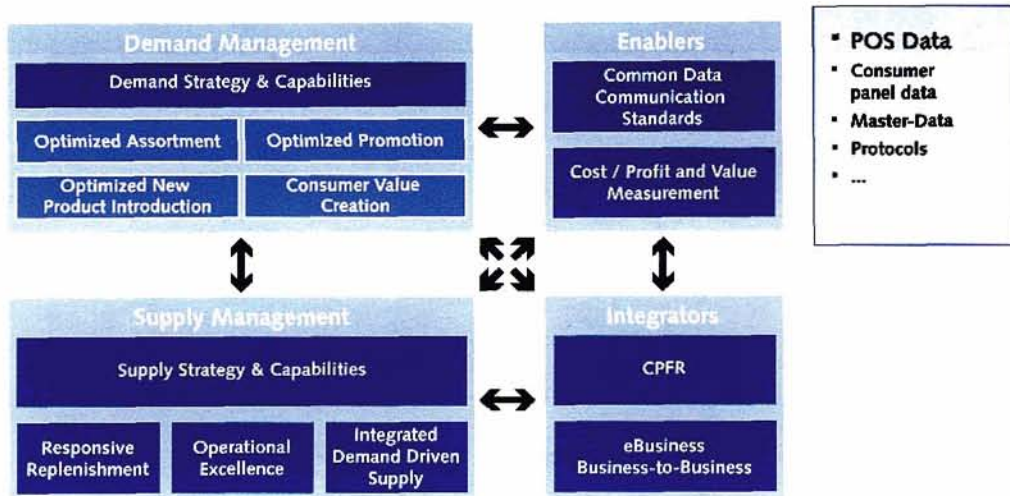 Demand Management
Demand Strategy & Capabilities
Optimized Assortment
Optimized Promotion
Optimized New
Product Introduction
Consumer Value
Creation
Enablers
Common Data
Communication
Standards
Cost / Profit and Value
Measurement
▪ POS Data
▪ Consumer
panel data
▪ Master-Data
▪ Protocols
▪ ...
Supply Management
Supply Strategy & Capabilities
Responsive
Replenishment
Operational
Excellence
Integrated
Demand Driven
Supply
Integrators
CPFR
eBusiness
Business-to-Business